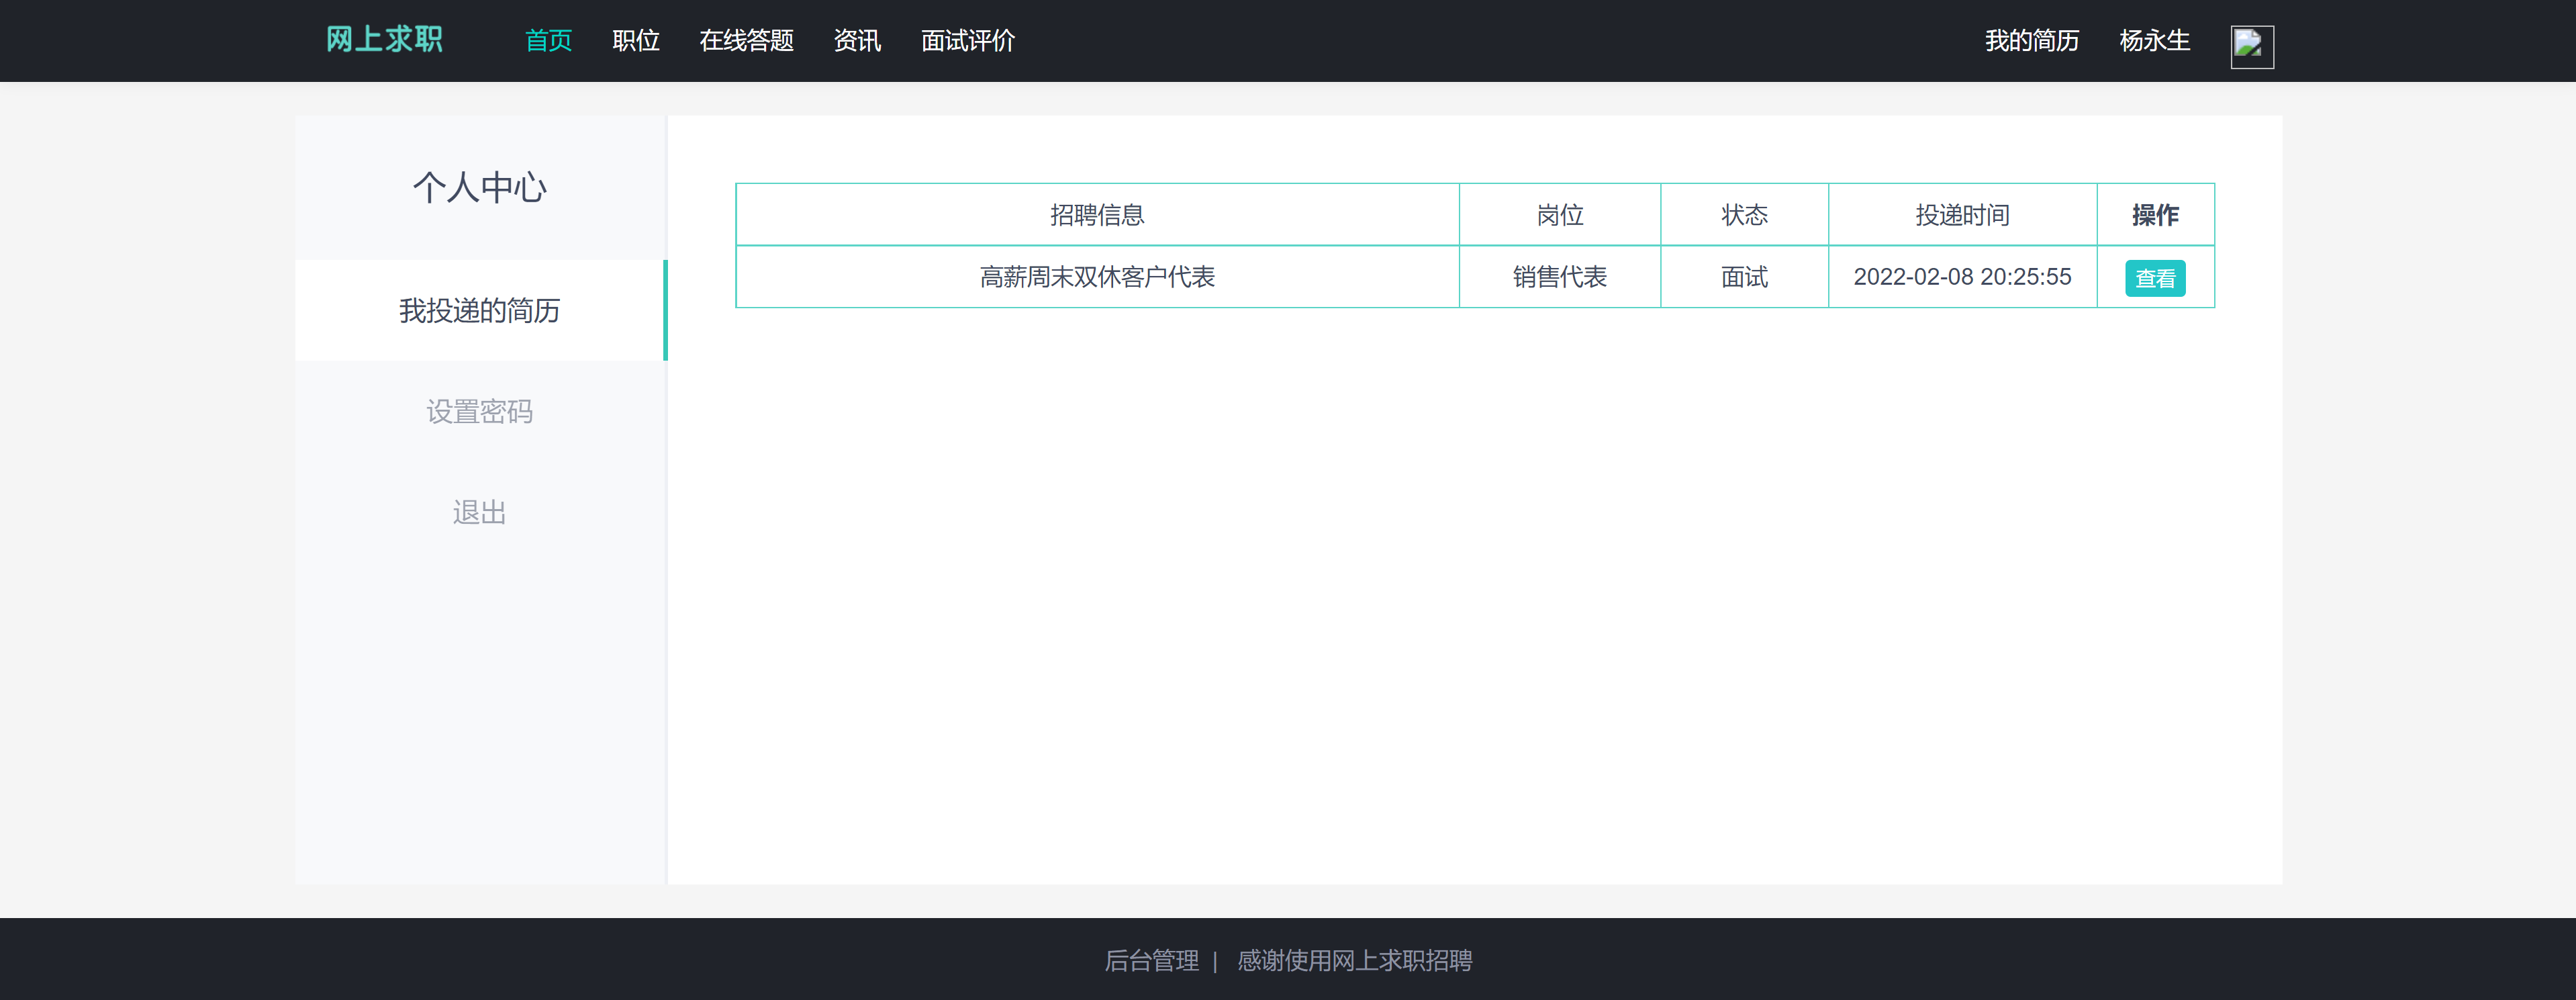 网上求职 首页 职位 在线答题 资讯 面试评价 我的简历 杨永生
个人中心
我投递的简历
设置密码
退出
招聘信息 岗位 状态 投递时间 操作
高薪周末双休客户代表 销售代表 面试 2022-02-08 20:25:55 查看
后台管理 | 感谢使用网上求职招聘